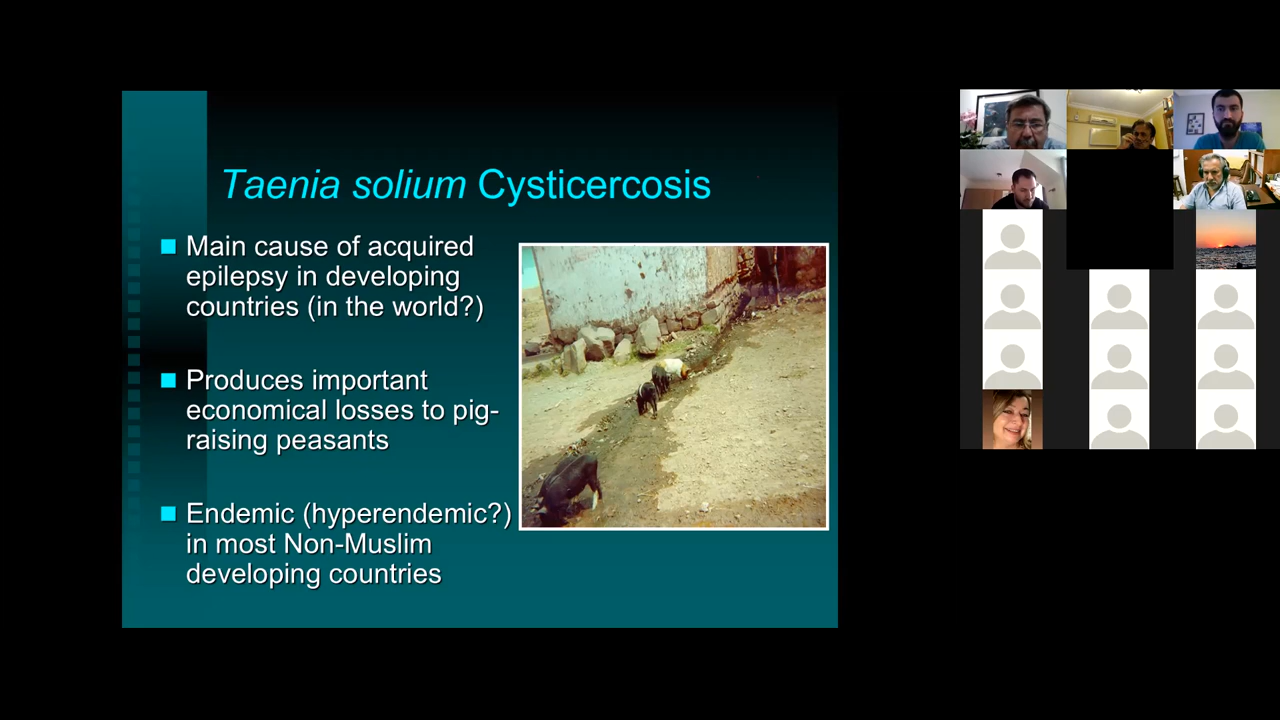 Taenia solium Cysticercosis
Main cause of acquired
epilepsy in developing
countries (in the world?)
Produces important
economical losses to pig-
raising peasants
Endemic (hyperendemic?)
in most Non-Muslim
developing countries